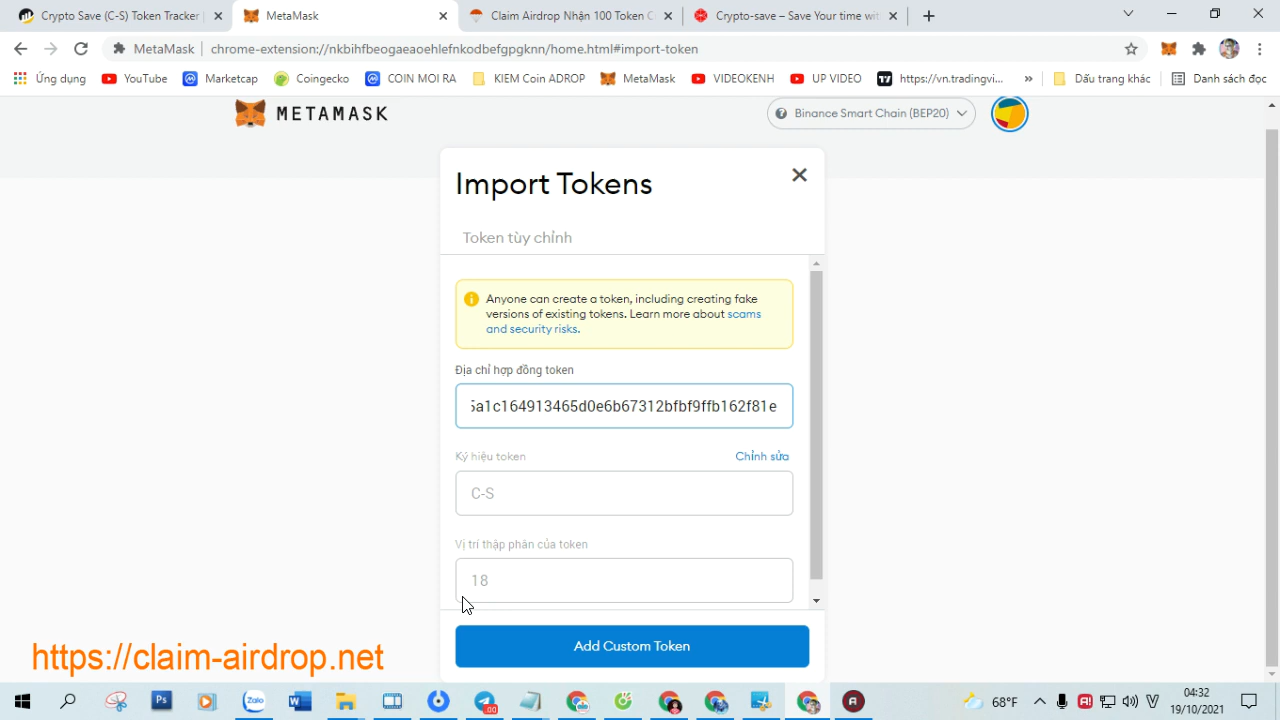 Crypto Save (C-S) Token Tracker
MetaMask
Claim Airdrop Nhận 100 Token C
Crypto-save – Save Your time wit
MetaMask
chrome-extension://nkbihfbeogaeaoehlefnkodbefgpgknn/home.html#import-token
Ứng dụng
YouTube
Marketcap
Coingecko
COIN MOI RA
KIEM Coin ADROP
MetaMask
VIDEOKENH
UP VIDEO
https://vn.tradingvi...
»
Dấu trang khác
Danh sách đọc
METAMASK
Binance Smart Chain (BEP20)
Import Tokens
Token tùy chỉnh
Anyone can create a token, including creating fake
versions of existing tokens. Learn more about scams
and security risks.
Địa chỉ hợp đồng token
5a1c164913465d0e6b67312bfbf9ffb162f81e
Ký hiệu token
Chỉnh sửa
C-S
Vị trí thập phân của token
18
Add Custom Token
https://claim-airdrop.net
Ps
Zalo
W
68°F
V
04:32
19/10/2021